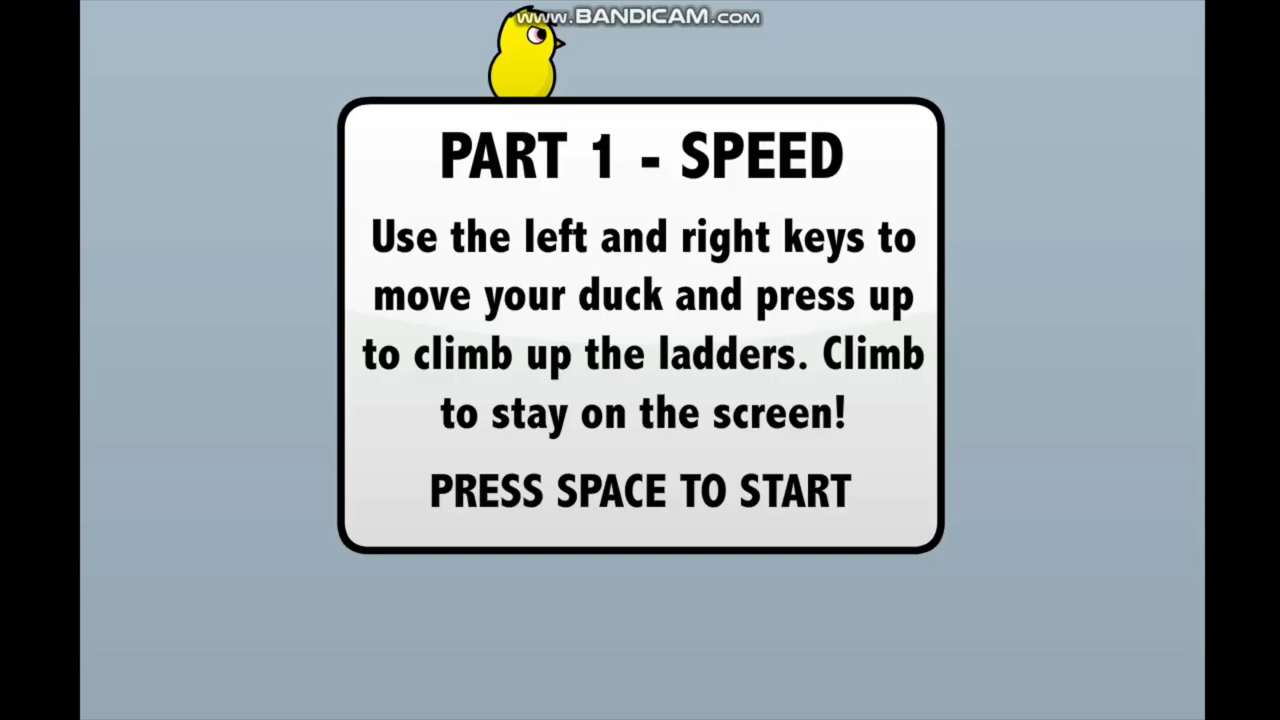 www.BANDICAM.com
PART 1 - SPEED
Use the left and right keys to
move your duck and press up
to climb up the ladders. Climb
to stay on the screen!
PRESS SPACE TO START